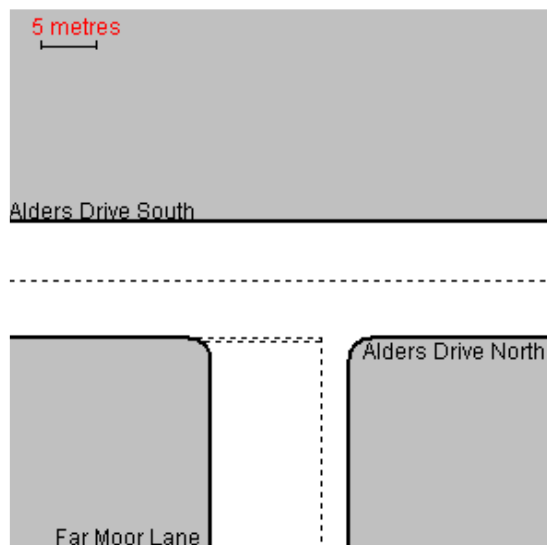 5 metres
Alders Drive South
Alders Drive North
Far Moor Lane